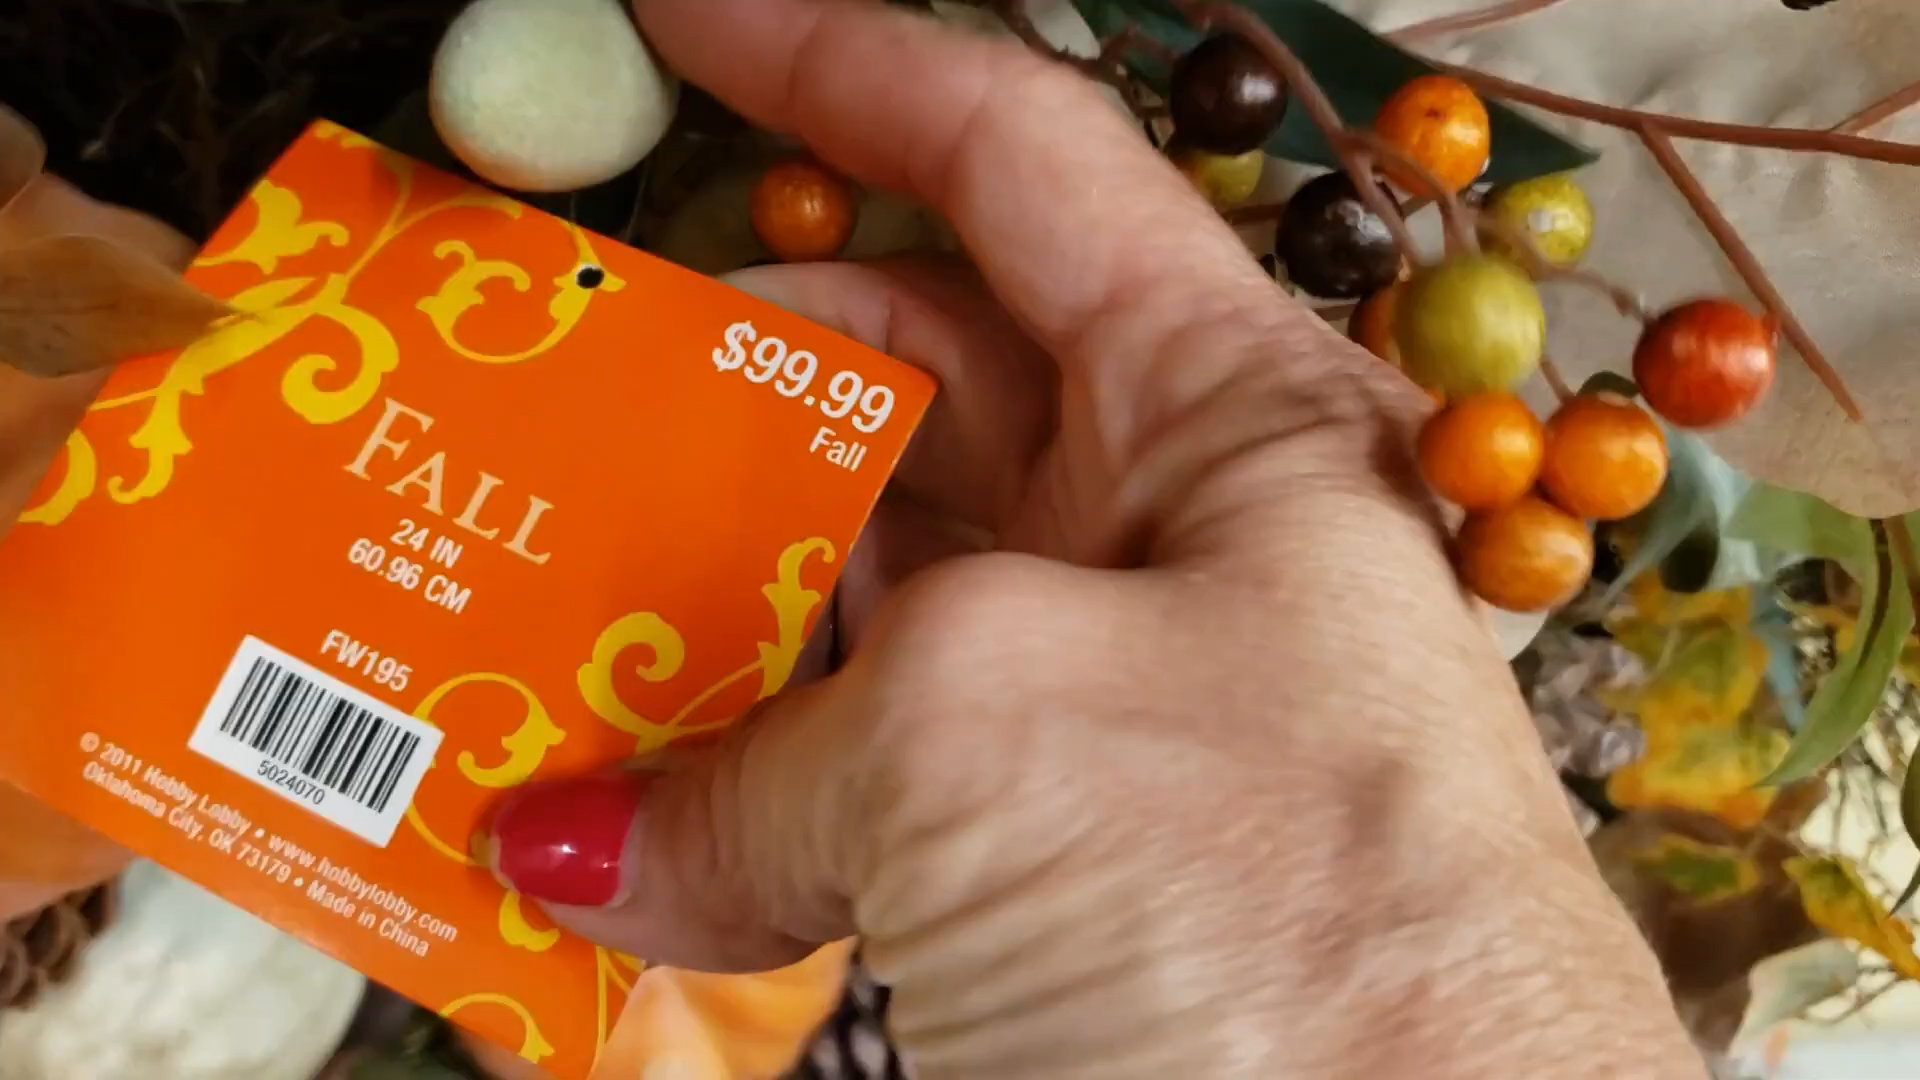 $99.99
Fall
FALL
24 IN
60.96 CM
FW195
5024070
© 2011 Hobby Lobby • www.hobbylobby.com
Oklahoma City, OK 73179 • Made in China